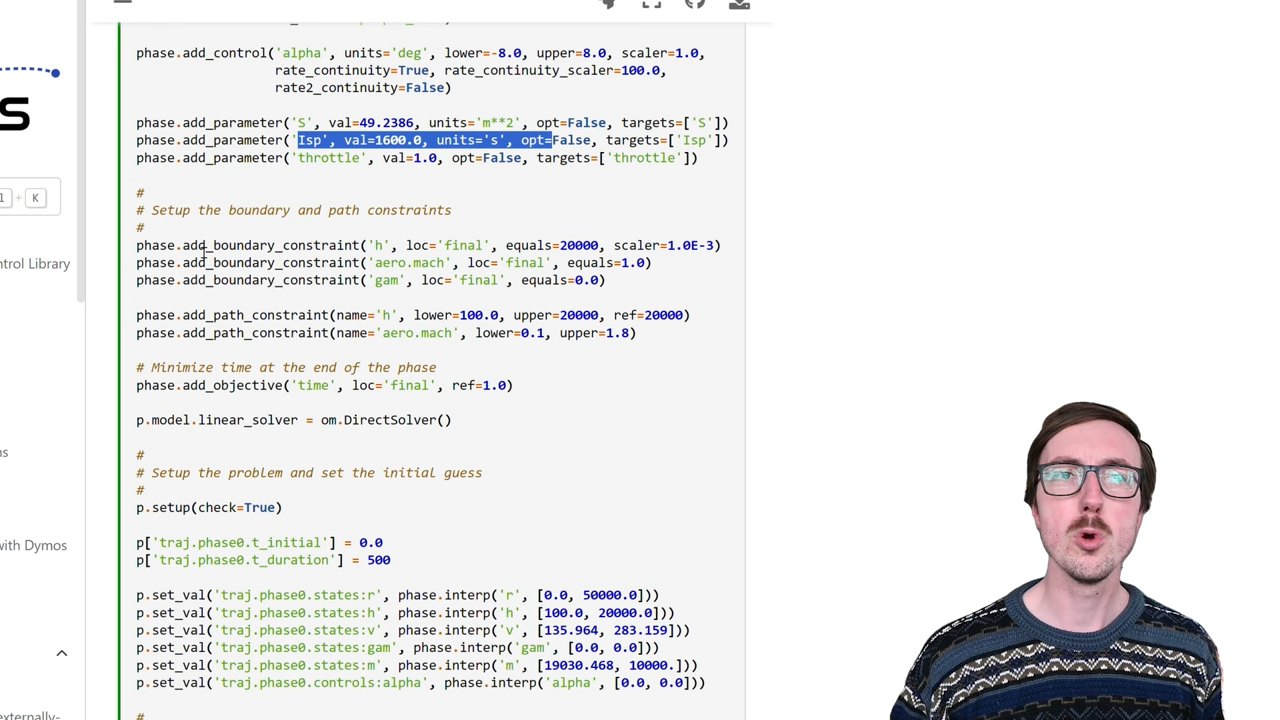 phase.add_control('alpha', units='deg', lower=-8.0, upper=8.0, scaler=1.0,
rate_continuity=True, rate_continuity_scaler=100.0,
rate2_continuity=False)
phase.add_parameter('S', val=49.2386, units='m**2', opt=False, targets=['S'])
phase.add_parameter('Isp', val=1600.0, units='s', opt=False, targets=['Isp'])
phase.add_parameter('throttle', val=1.0, opt=False, targets=['throttle'])
#
# Setup the boundary and path constraints
#
phase.add_boundary_constraint('h', loc='final', equals=20000, scaler=1.0E-3)
phase.add_boundary_constraint('aero.mach', loc='final', equals=1.0)
phase.add_boundary_constraint('gam', loc='final', equals=0.0)
phase.add_path_constraint(name='h', lower=100.0, upper=20000, ref=20000)
phase.add_path_constraint(name='aero.mach', lower=0.1, upper=1.8)
# Minimize time at the end of the phase
phase.add_objective('time', loc='final', ref=1.0)
p.model.linear_solver = om.DirectSolver()
#
# Setup the problem and set the initial guess
#
p.setup(check=True)
p['traj.phase0.t_initial'] = 0.0
p['traj.phase0.t_duration'] = 500
p.set_val('traj.phase0.states:r', phase.interp('r', [0.0, 50000.0]))
p.set_val('traj.phase0.states:h', phase.interp('h', [100.0, 20000.0]))
p.set_val('traj.phase0.states:v', phase.interp('v', [135.964, 283.159]))
p.set_val('traj.phase0.states:gam', phase.interp('gam', [0.0, 0.0]))
p.set_val('traj.phase0.states:m', phase.interp('m', [19030.468, 10000.]))
p.set_val('traj.phase0.controls:alpha', phase.interp('alpha', [0.0, 0.0]))
#
s
+ K
ntrol Library
ns
with Dymos
externally-